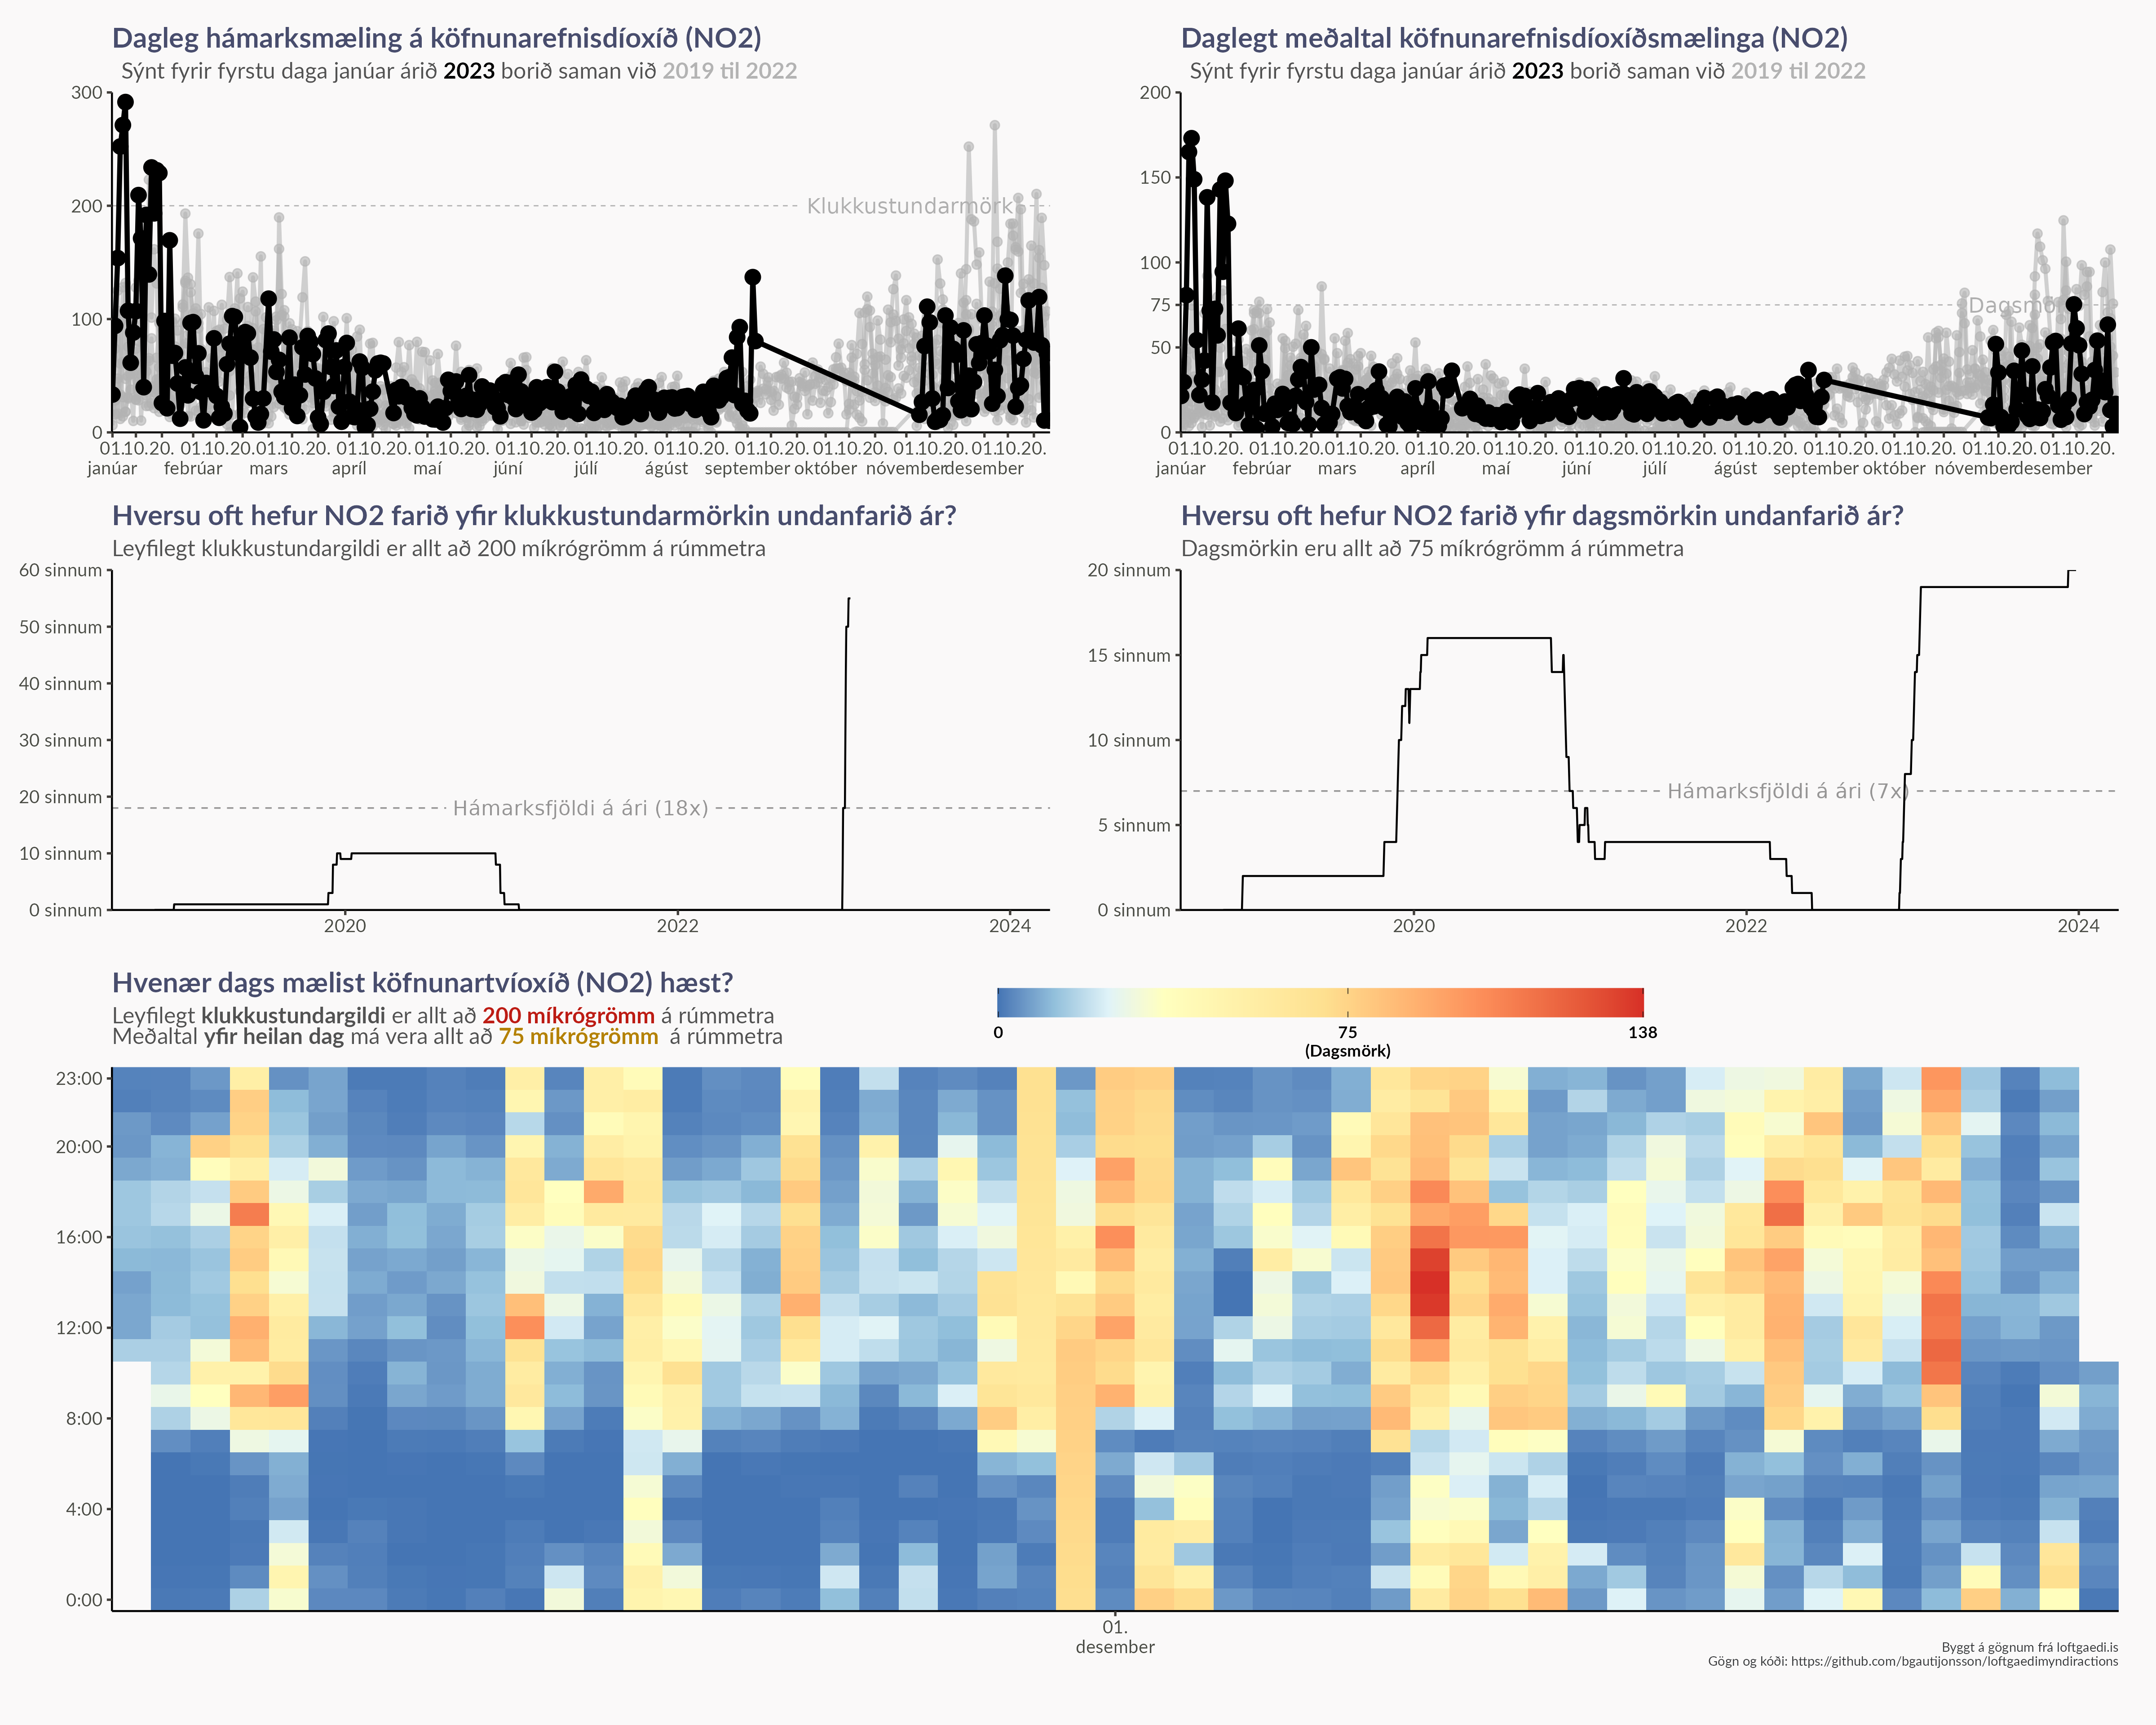 Dagleg hámarksmæling á köfnunarefnisdíoxíð (NO2)
Sýnt fyrir fyrstu daga janúar árið 2023 borið saman við 2019 til 2022
300
200
100
0
Klukkustundarmörk
01.10.20. 01.10.20. 01.10.20. 01.10.20. 01.10.20. 01.10.20. 01.10.20. 01.10.20. 01.10.20. 01.10.20. 01.10.20. 01.10.20.
janúar febrúar mars apríl maí júní júlí ágúst september október nóvember desember
Daglegt meðaltal köfnunarefnisdíoxíðsmælinga (NO2)
Sýnt fyrir fyrstu daga janúar árið 2023 borið saman við 2019 til 2022
200
150
100
75
50
0
01.10.20. 01.10.20. 01.10.20. 01.10.20. 01.10.20. 01.10.20. 01.10.20. 01.10.20. 01.10.20. 01.10.20. 01.10.20. 01.10.20.
janúar febrúar mars apríl maí júní júlí ágúst september október nóvember desember
Hversu oft hefur NO2 farið yfir klukkustundarmörkin undanfarið ár?
Leyfilegt klukkustundargildi er allt að 200 míkrógrömm á rúmmetra
60 sinnum
50 sinnum
40 sinnum
30 sinnum
20 sinnum
10 sinnum
0 sinnum
Hámarksfjöldi á ári (18x)
2020 2022 2024
Hversu oft hefur NO2 farið yfir dagsmörkin undanfarið ár?
Dagsmörkin eru allt að 75 míkrógrömm á rúmmetra
20 sinnum
15 sinnum
10 sinnum
5 sinnum
0 sinnum
Hámarksfjöldi á ári (7x)
2020 2022 2024
Hvenær dags mælist köfnunartvíoxíð (NO2) hæst?
Leyfilegt klukkustundargildi er allt að 200 míkrógrömm á rúmmetra
Meðaltal yfir heilan dag má vera allt að 75 míkrógrömm á rúmmetra
0 75 138
(Dagsmörk)
23:00
20:00
16:00
12:00
8:00
4:00
0:00
01.
desember
Byggt á gögnum frá loftgaedi.is
Gögn og kóði: https://github.com/bgautijonsson/loftgaedimyndiractions